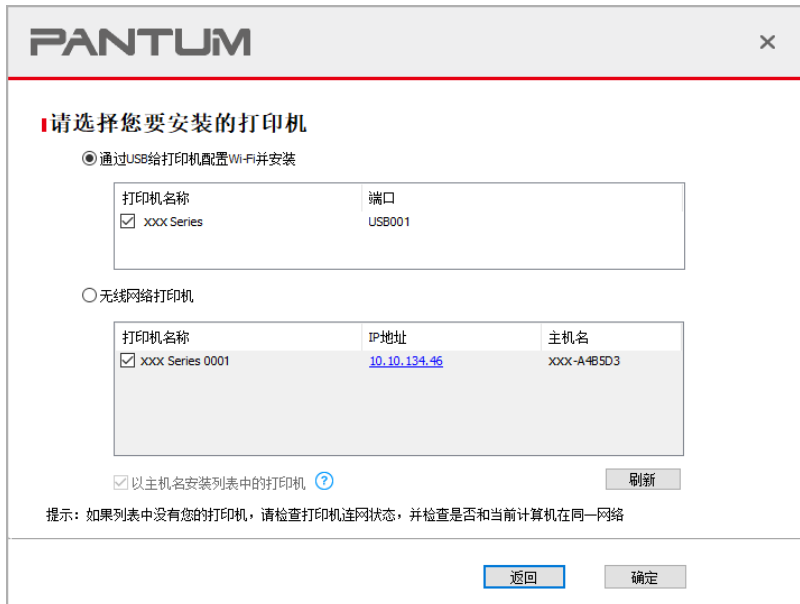 PANTUM
请选择您要安装的打印机
通过USB给打印机配置Wi-Fi并安装
打印机名称 端口
XXX Series USB001
无线网络打印机
打印机名称 IP地址 主机名
XXX Series 0001 10.10.134.46 XXX-A4B5D3
以主机名安装列表中的打印机 ?
刷新
提示：如果列表中没有您的打印机，请检查打印机连网状态，并检查是否和当前计算机在同一网络
返回 确定